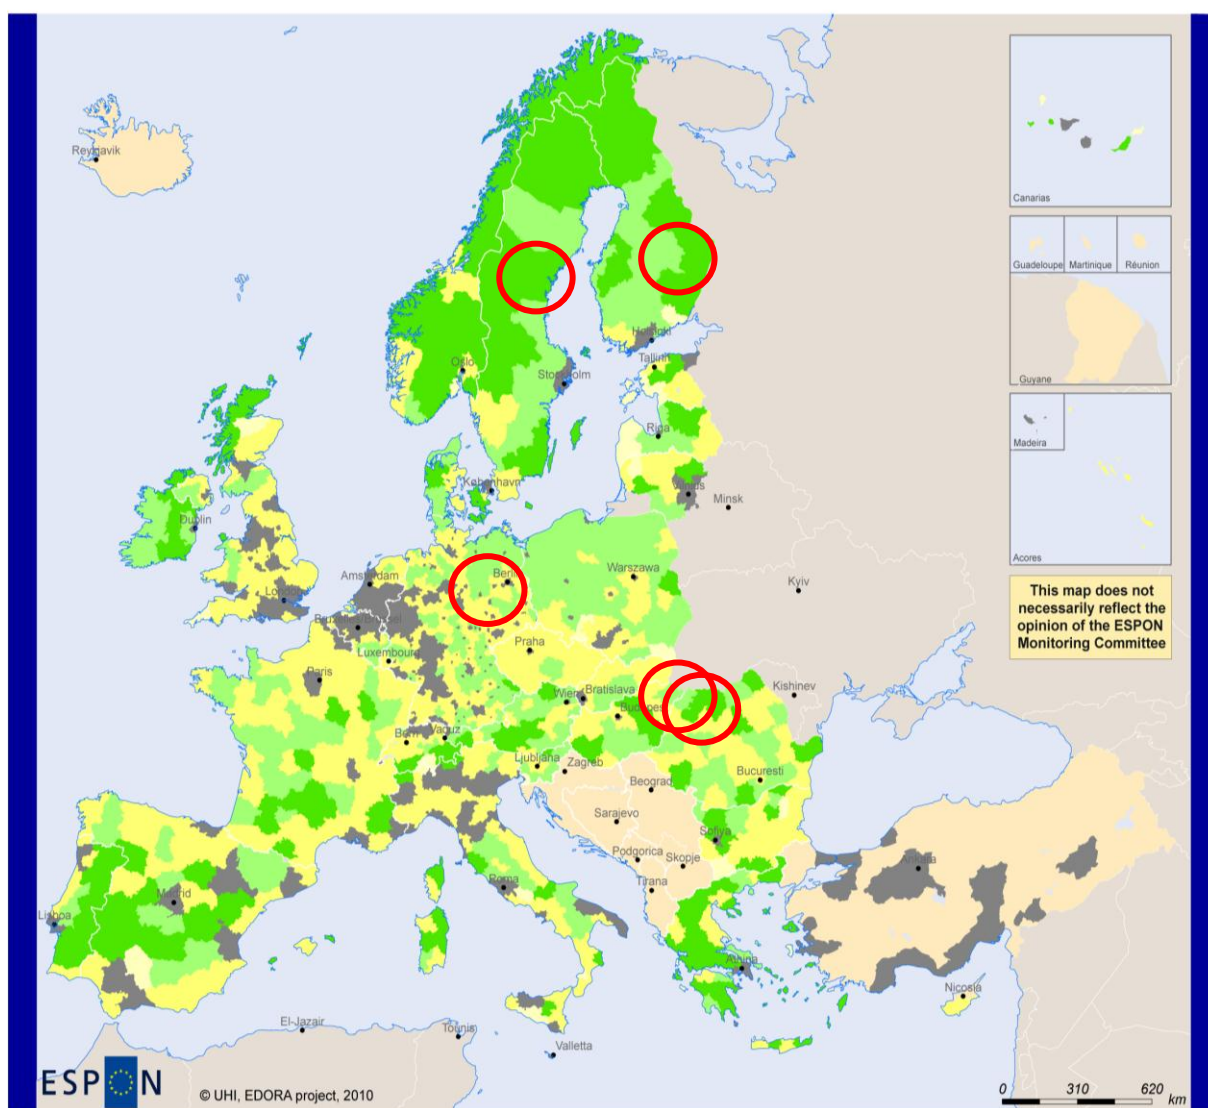 Reykjavik
Canarias
Guadeloupe
Martinique
Réunion
Guyane
Madeira
Acores
This map does not
necessarily reflect the
opinion of the ESPON
Monitoring Committee
Oslo
Helsinki
Tallinn
Stockholm
Riga
København
Vilnius
Minsk
Dublin
Amsterdam
Berlin
Warszawa
London
Kyiv
Bruxelles/Brussel
Praha
Luxembourg
Paris
Kishinev
Wien
Bratislava
Budapest
Bern
Vaduz
Ljubljana
Zagreb
Bucuresti
Beograd
Sarajevo
Sofiya
Podgorica
Skopje
Ankara
Tirana
Roma
Madrid
Lisboa
Athina
Nicosia
El-Jazair
Tounis
Valletta
ESPON
© UHI, EDORA project, 2010
0 310 620
km